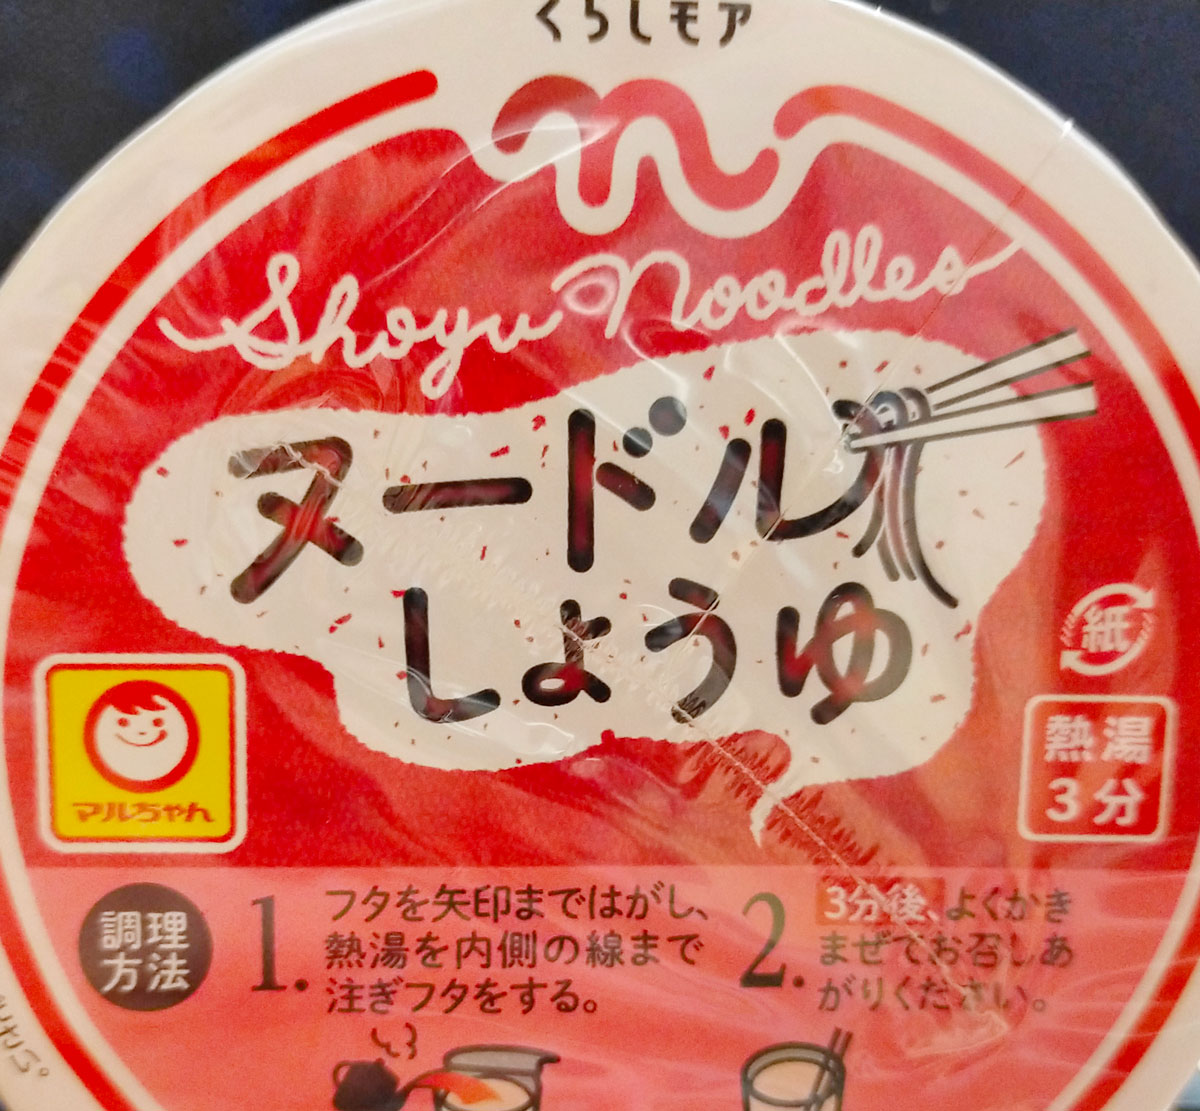 くらしモア
Shoyu Noodles
ヌードル
しょうゆ
紙
マルちゃん
熱湯
3分
調理
方法
1.
フタを矢印まではがし、
熱湯を内側の線まで
注ぎフタをする。
2.
3分後、よくかき
まぜてお召しあ
がりください。